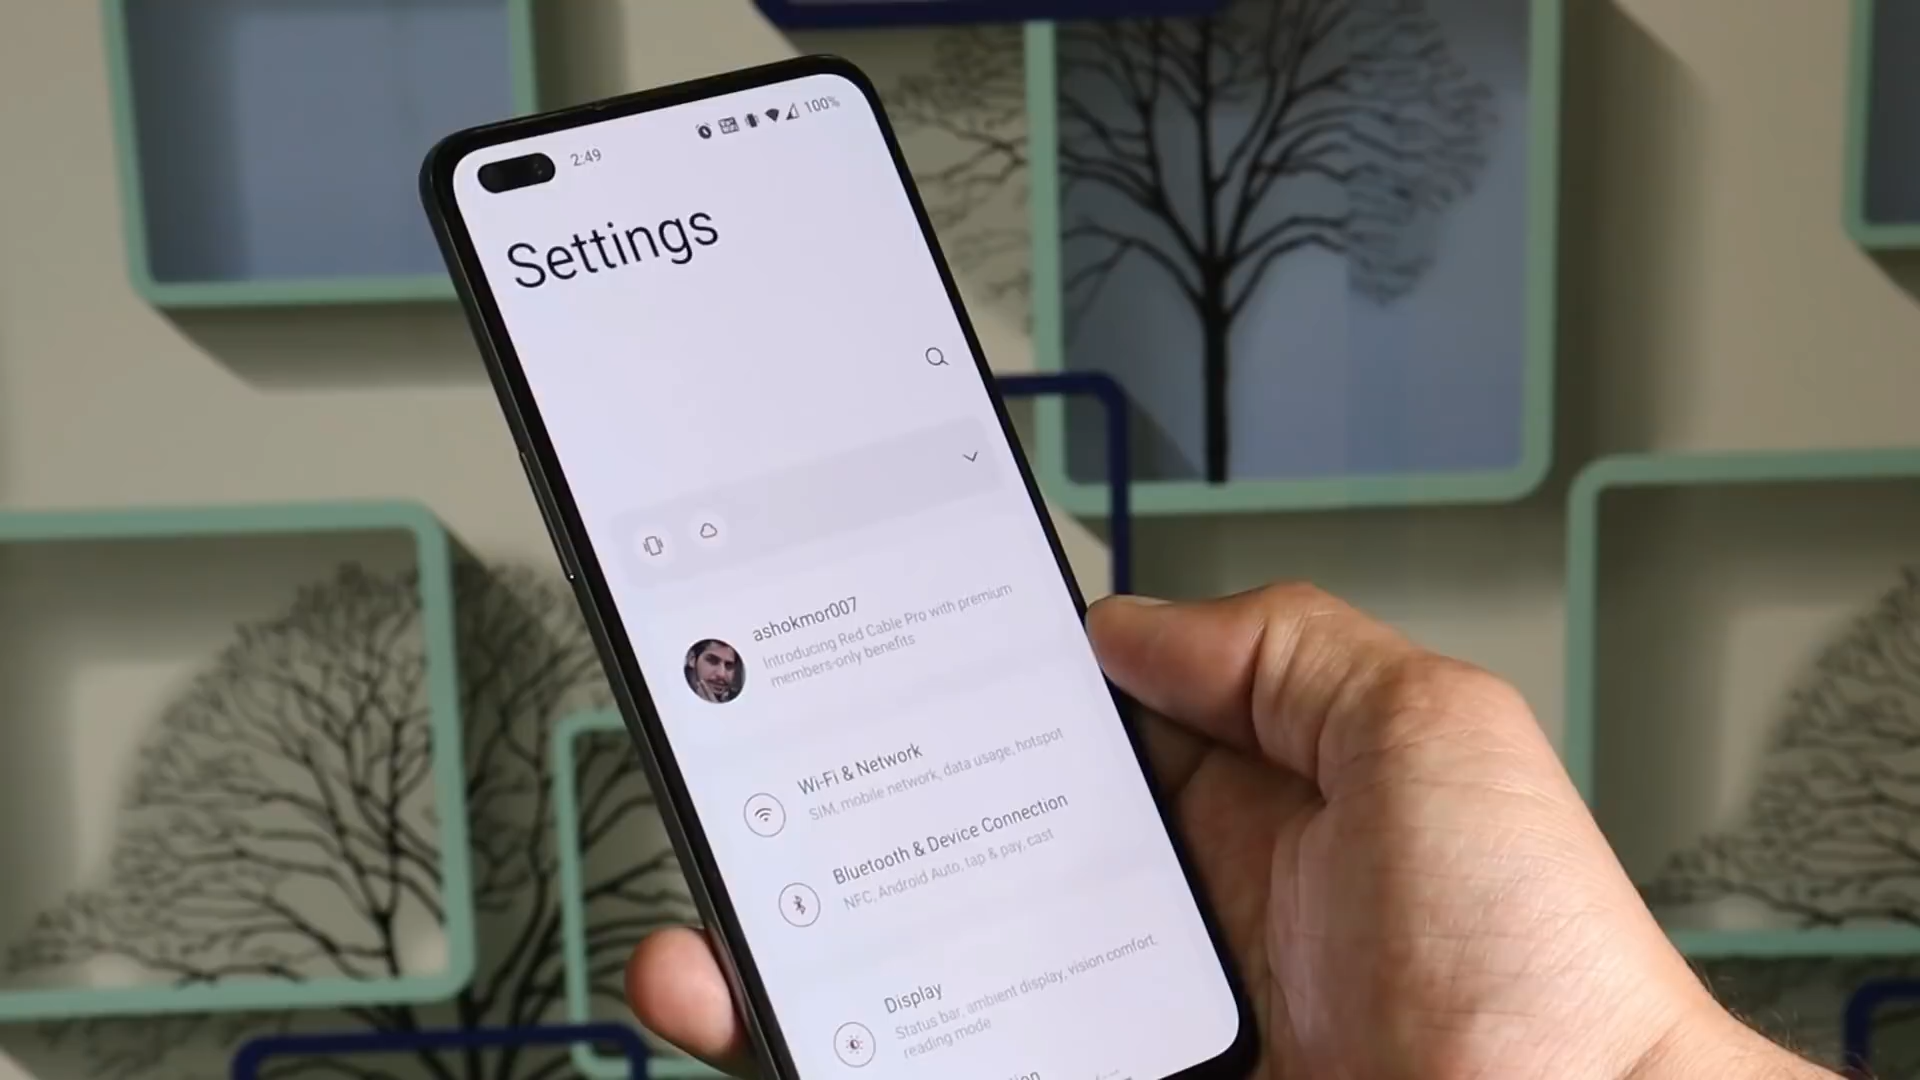 2:49
100%
Settings
ashokmor007
Introducing Red Cable Pro with premium
members-only benefits
Wi-Fi & Network
SIM, mobile network, data usage, hotspot
Bluetooth & Device Connection
NFC, Android Auto, tap & pay, cast
Display
Status bar, ambient display, vision comfort,
reading mode